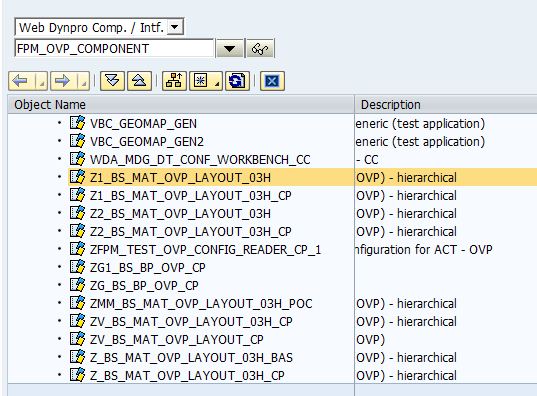 Web Dynpro Comp. / Intf.
FPM_OVP_COMPONENT
Object Name Description
VBC_GEOMAP_GEN eneric (test application)
VBC_GEOMAP_GEN2 eneric (test application)
WDA_MDG_DT_CONF_WORKBENCH_CC - CC
Z1_BS_MAT_OVP_LAYOUT_03H OVP) - hierarchical
Z1_BS_MAT_OVP_LAYOUT_03H_CP OVP) - hierarchical
Z2_BS_MAT_OVP_LAYOUT_03H OVP) - hierarchical
Z2_BS_MAT_OVP_LAYOUT_03H_CP OVP) - hierarchical
ZFPM_TEST_OVP_CONFIG_READER_CP_1 nfiguration for ACT - OVP
ZG1_BS_BP_OVP_CP
ZG_BS_BP_OVP_CP
ZMM_BS_MAT_OVP_LAYOUT_03H_POC OVP) - hierarchical
ZV_BS_MAT_OVP_LAYOUT_03H_CP OVP) - hierarchical
ZV_BS_MAT_OVP_LAYOUT_CP OVP)
Z_BS_MAT_OVP_LAYOUT_03H_BAS OVP) - hierarchical
Z_BS_MAT_OVP_LAYOUT_03H_CP OVP) - hierarchical